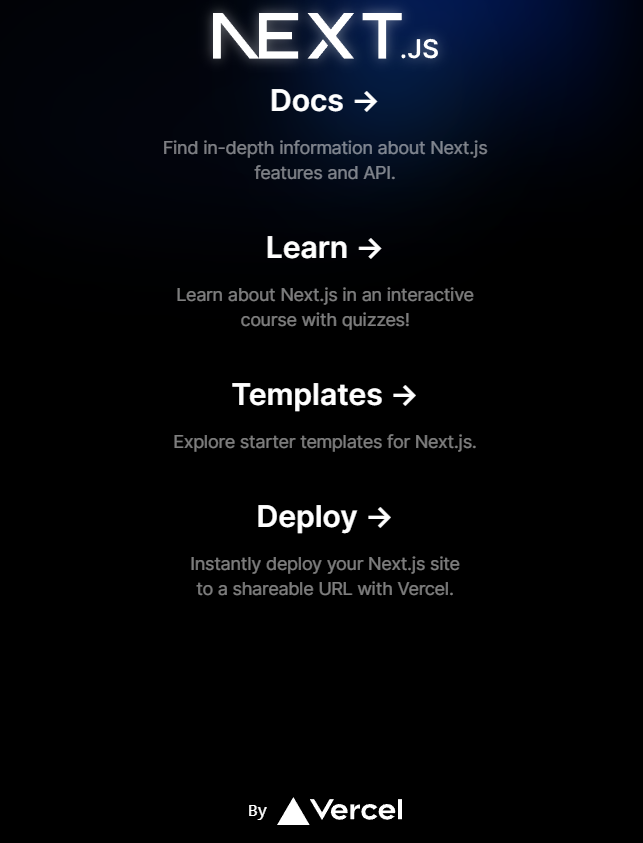 NEXT.JS
Docs ->
Find in-depth information about Next.js
features and API.
Learn ->
Learn about Next.js in an interactive
course with quizzes!
Templates ->
Explore starter templates for Next.js.
Deploy ->
Instantly deploy your Next.js site
to a shareable URL with Vercel.
By Vercel